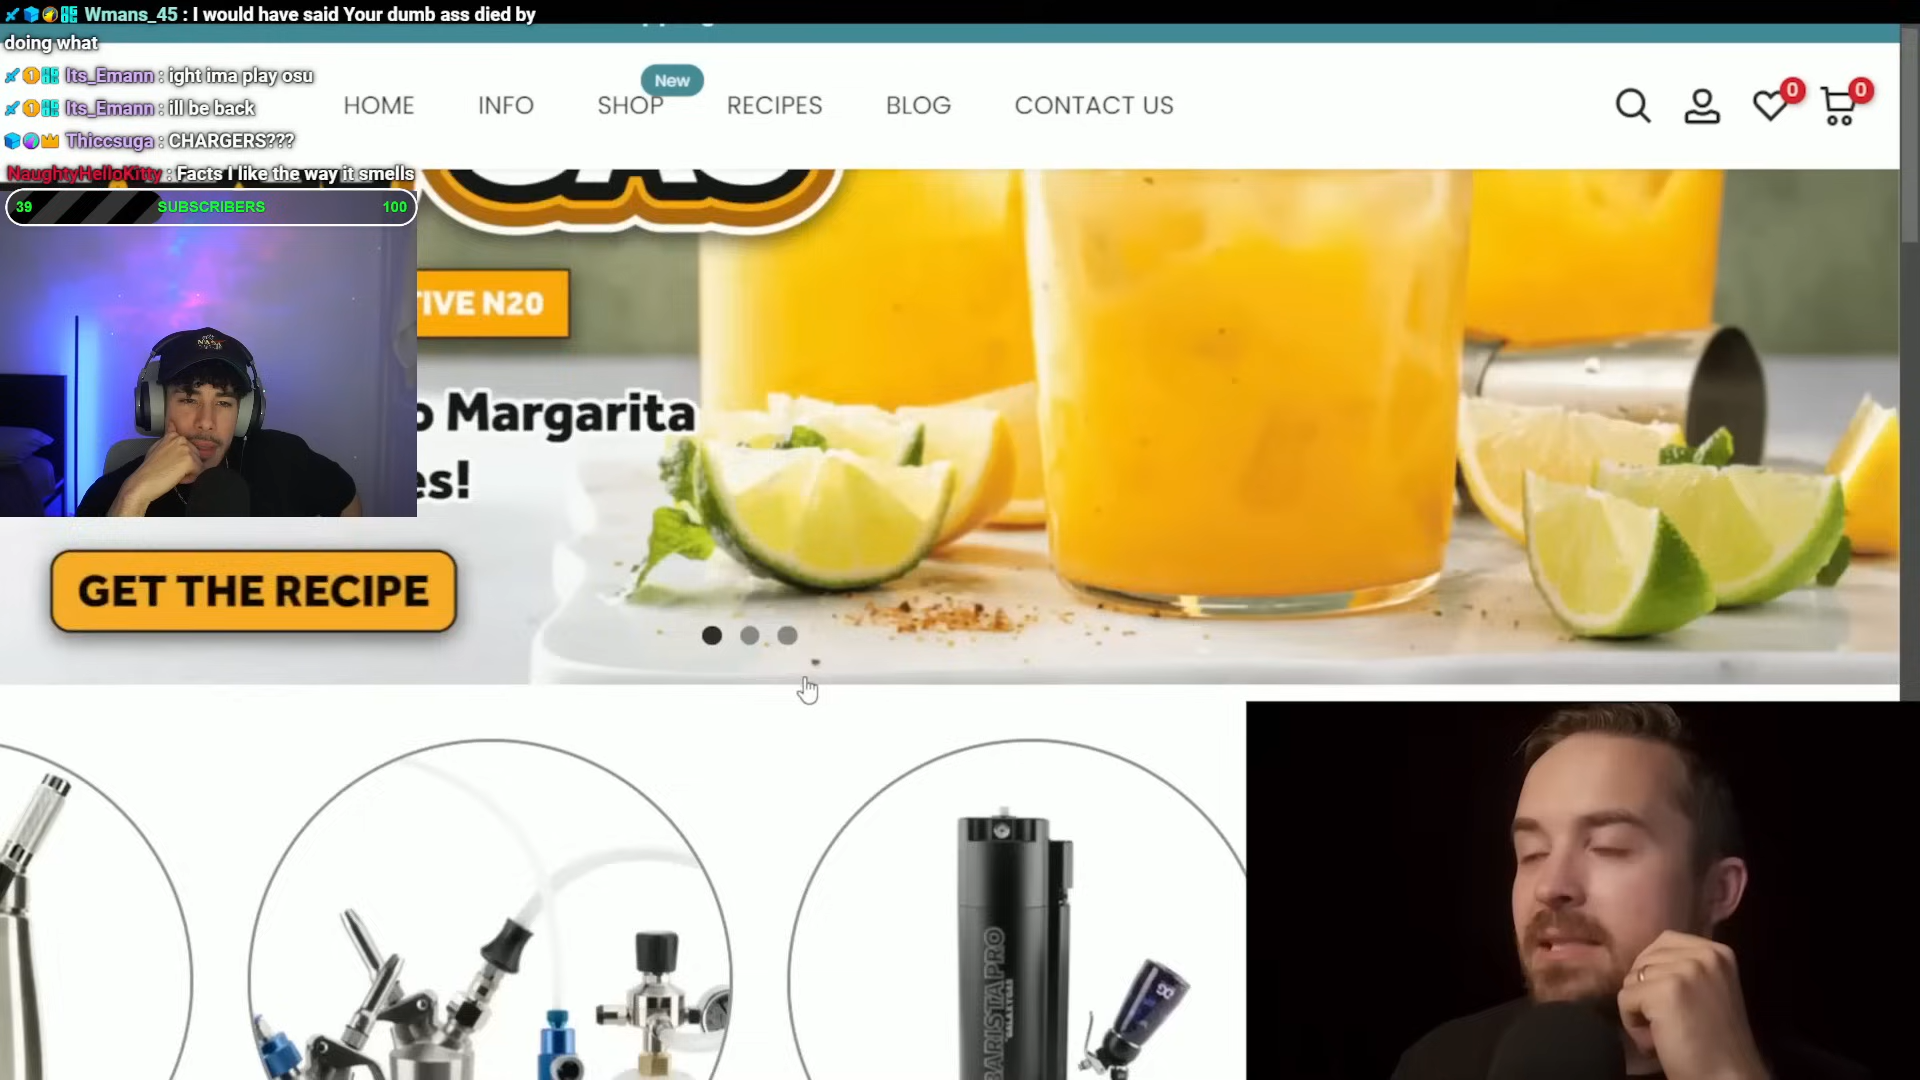 Wmans_45 : I would have said Your dumb ass died by
doing what
Its_Emann : ight ima play osu
Its_Emann : ill be back
Thiccsuga : CHARGERS???
NaughtyHelloKitty : Facts I like the way it smells
39 SUBSCRIBERS 100
New
HOME INFO SHOP RECIPES BLOG CONTACT US
0 0
TIVE N20
o Margarita
es!
GET THE RECIPE
BARISTA PRO